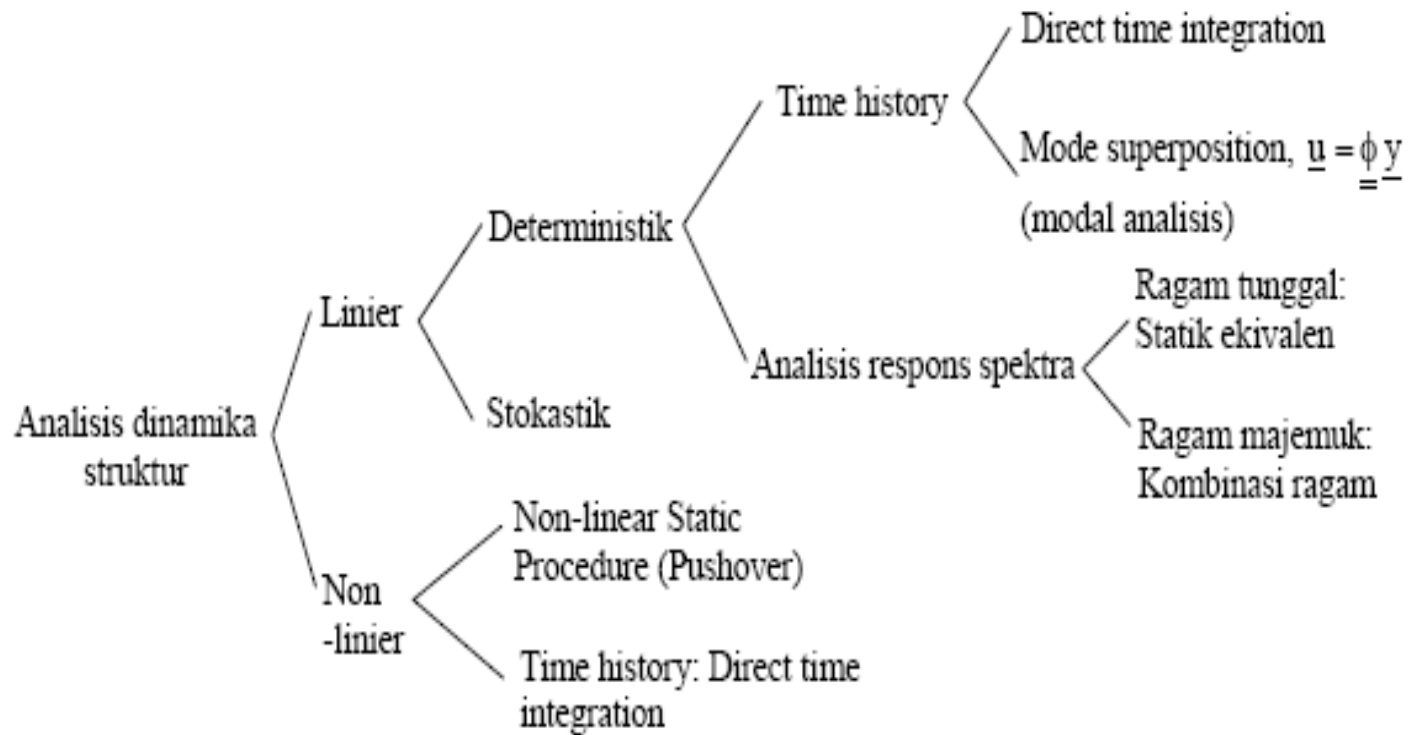 Direct time integration
Time history
Mode superposition, u = ϕ y
(modal analisis)
Deterministik
Ragam tunggal:
Statik ekivalen
Linier
Analisis respons spektra
Stokastik
Analisis dinamika
struktur
Ragam majemuk:
Kombinasi ragam
Non-linear Static
Procedure (Pushover)
Non
-linier
Time history: Direct time
integration